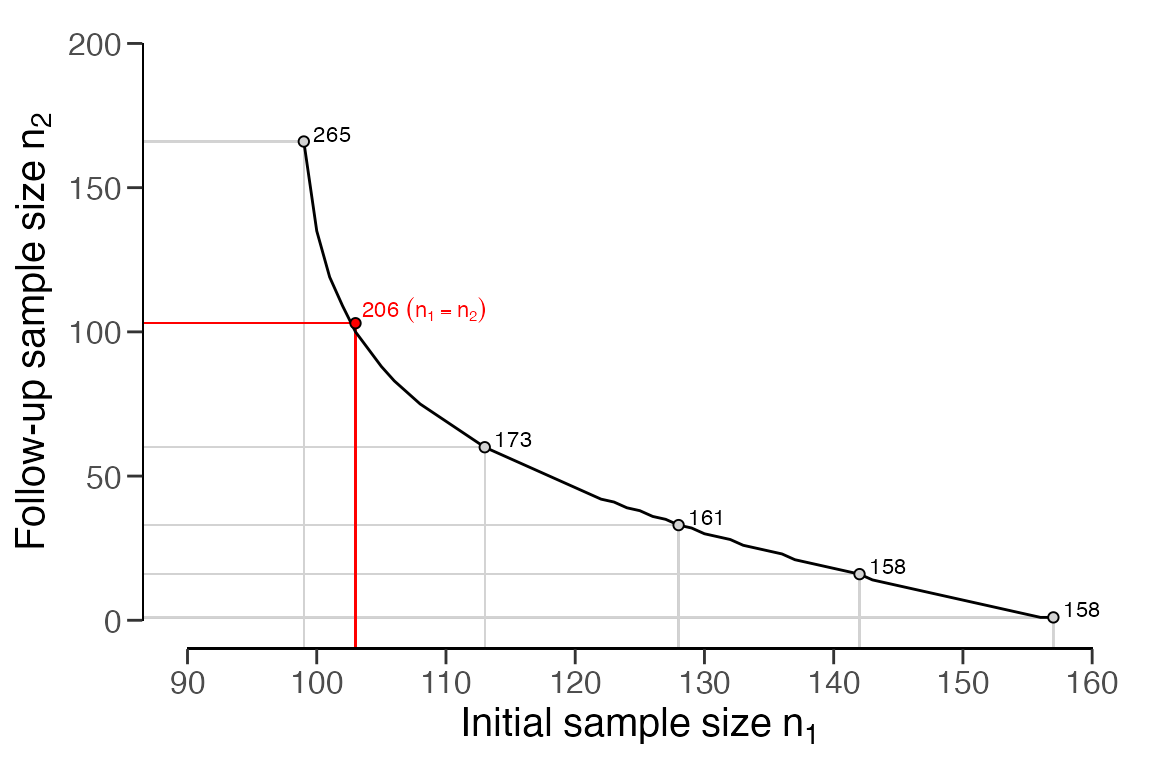 200
150
100
50
0
Follow-up sample size n₂
265
206 (n₁ = n₂)
173
161
158
158
90 100 110 120 130 140 150 160
Initial sample size n₁